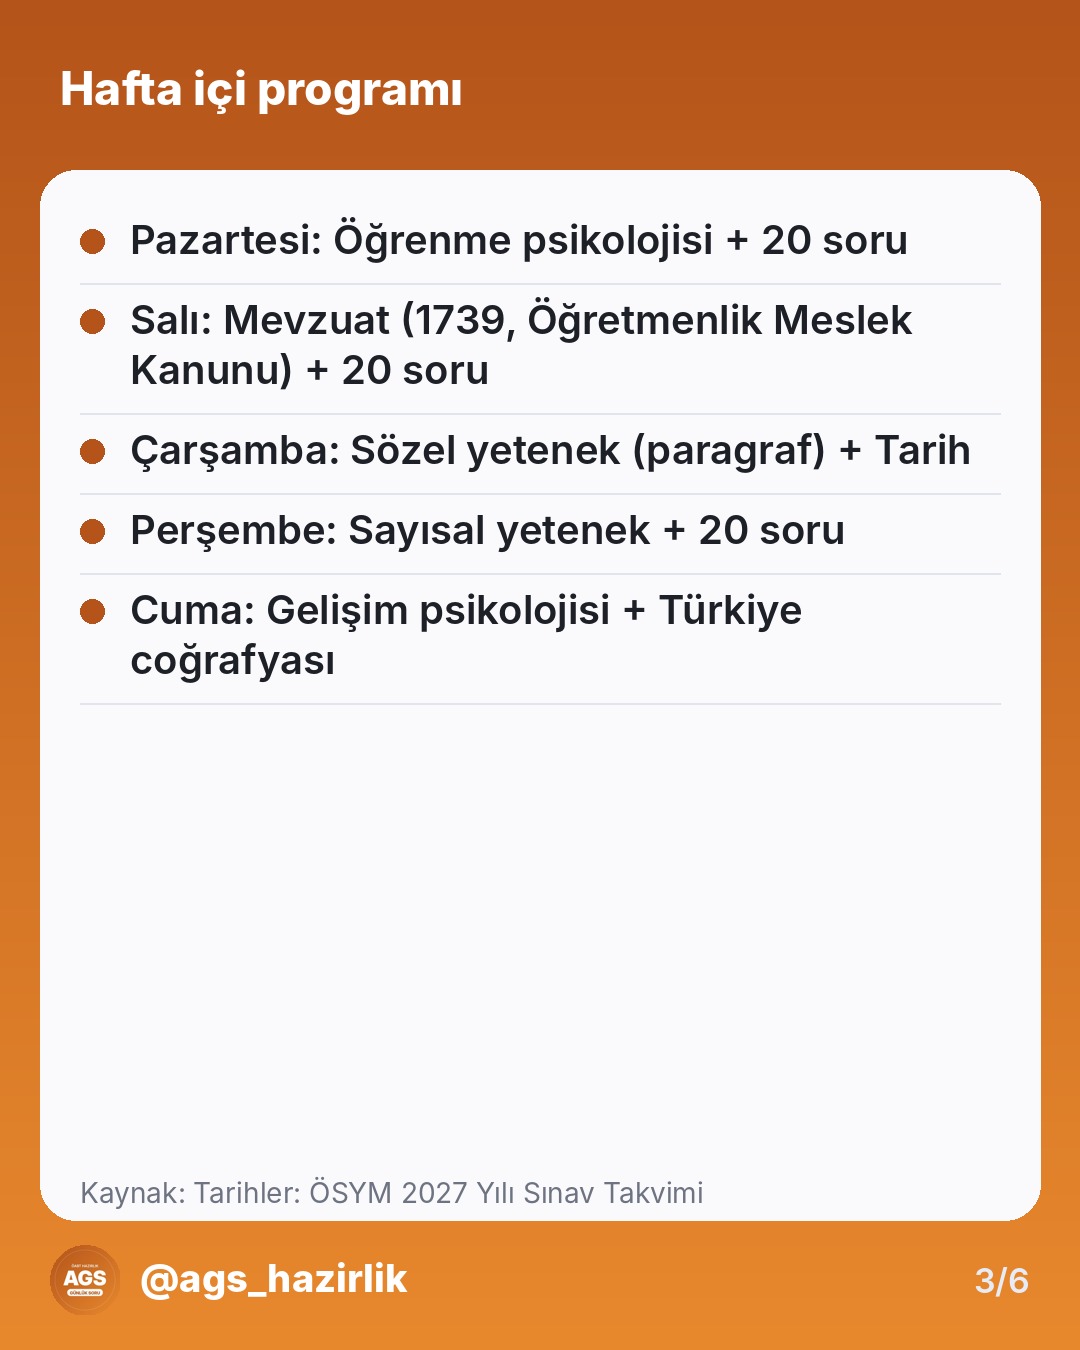 Hafta içi programı
Pazartesi: Öğrenme psikolojisi + 20 soru
Salı: Mevzuat (1739, Öğretmenlik Meslek
Kanunu) + 20 soru
Çarşamba: Sözel yetenek (paragraf) + Tarih
Perşembe: Sayısal yetenek + 20 soru
Cuma: Gelişim psikolojisi + Türkiye
coğrafyası
Kaynak: Tarihler: ÖSYM 2027 Yılı Sınav Takvimi
AGS
GÜNLÜK SORU
@ags_hazirlik
3/6